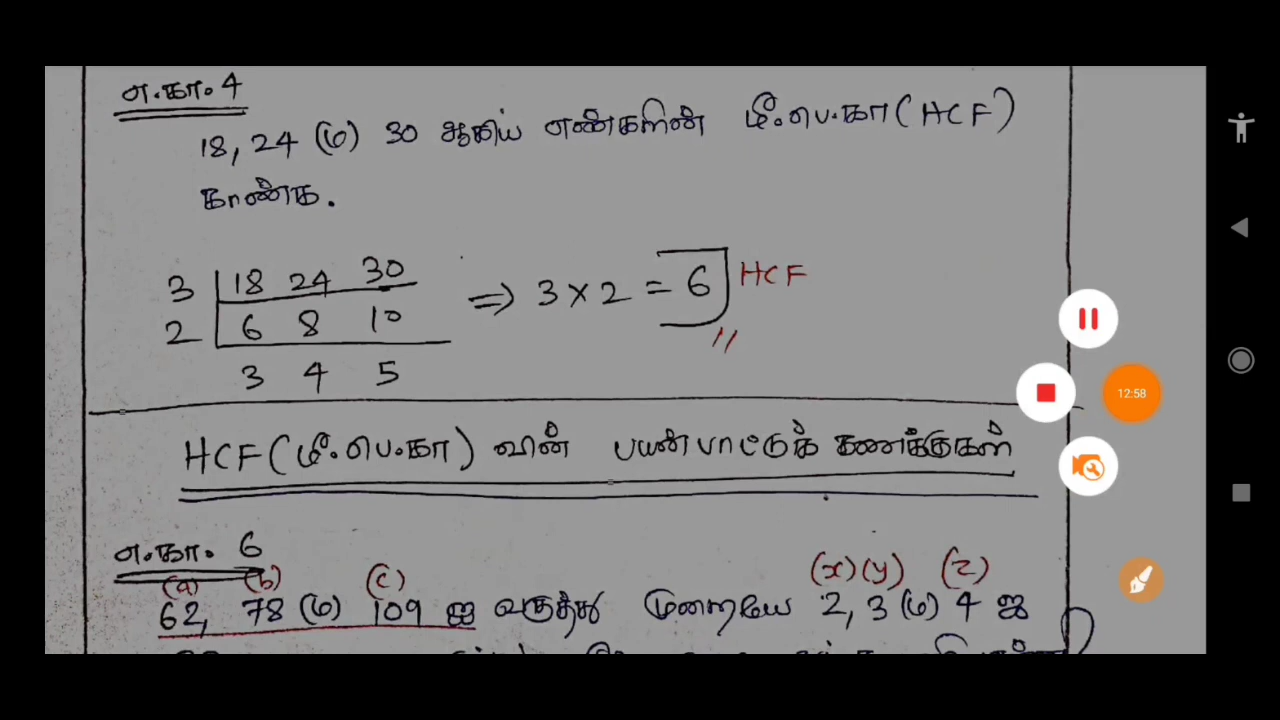 எ.கா. 4
18, 24 (ம) 30 ஆகிய எண்களின் மீ.பெ.கா (HCF)
காண்க.
3 | 18 24 30 ⇒ 3 × 2 = 6 HCF
2 | 6 8 10
3 4 5
HCF (மீ.பெ.கா) வின் பயன்பாட்டுக் கணக்குகள்
எ.கா. 6
(a) (b) (c) (x) (y) (z)
62, 78 (ம) 109 ஐ வகுத்து முறையே 2, 3 (ம) 4 ஐ
12:58